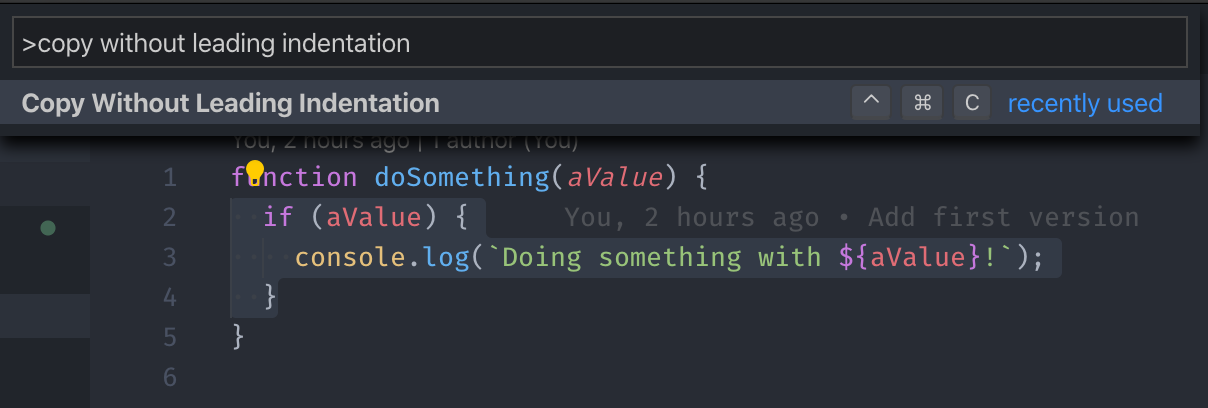 >copy without leading indentation
Copy Without Leading Indentation ^ ⌘ C recently used
You, 2 hours ago | 1 author (You)
1 function doSomething(aValue) {
2 if (aValue) { You, 2 hours ago • Add first version
3 console.log(`Doing something with ${aValue}!`);
4 }
5 }
6